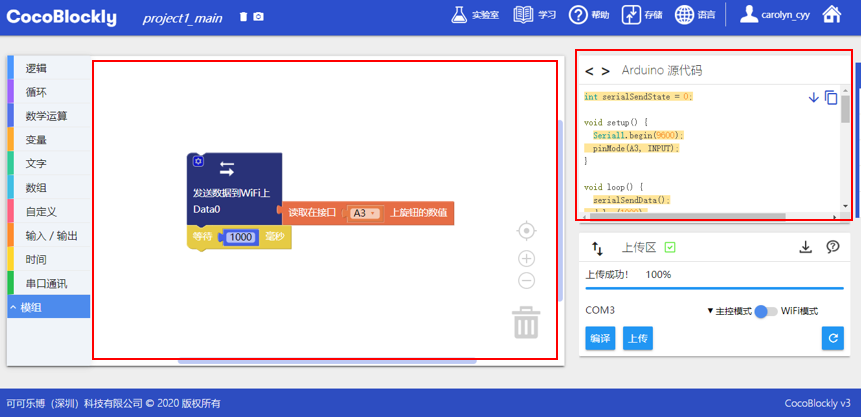 CocoBlockly
project1_main
实验室
学习
帮助
存储
语言
carolyn_cyy
逻辑
循环
数学运算
变量
文字
数组
自定义
输入 / 输出
时间
串口通讯
模组
发送数据到WiFi上
Data0
读取在接口 A3 上旋钮的数值
等待 1000 毫秒
< > Arduino 源代码
int serialSendState = 0;
void setup() {
Serial1.begin(9600);
pinMode(A3, INPUT);
}
void loop() {
serialSendData();
上传区
上传成功! 100%
COM3
▼主控模式 WiFi模式
编译 上传
可可乐博（深圳）科技有限公司 © 2020 版权所有
CocoBlockly v3